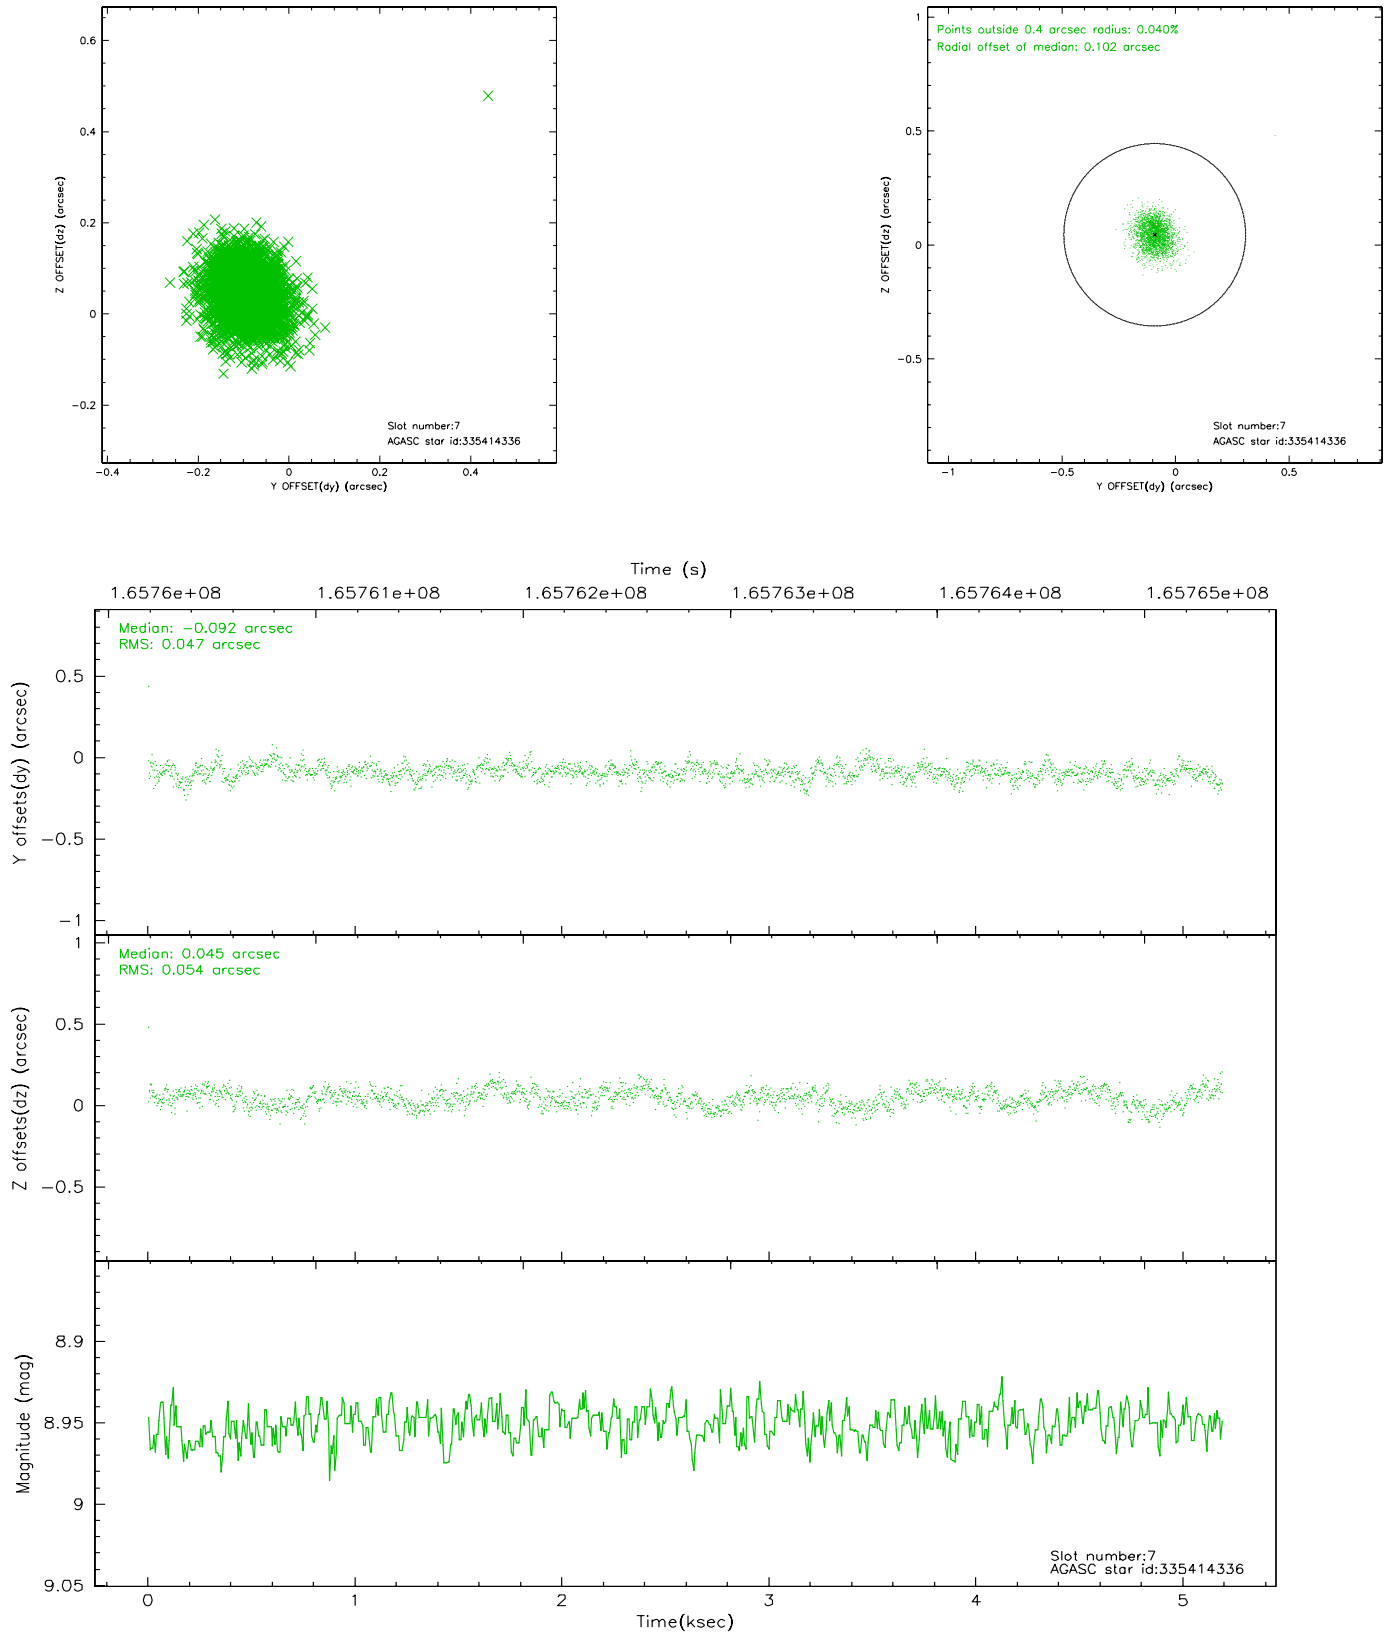 0.6
0.4
0.2
0
−0.2
−0.4
−0.2
0
0.2
0.4
Z OFFSET(dz) (arcsec)
Y OFFSET(dy) (arcsec)
Slot number:7
AGASC star id:335414336
Points outside 0.4 arcsec radius: 0.040%
Radial offset of median: 0.102 arcsec
1
0.5
0
−0.5
−1
−0.5
0
0.5
Z OFFSET(dz) (arcsec)
Y OFFSET(dy) (arcsec)
Slot number:7
AGASC star id:335414336
Time (s)
1.6576e+08 1.65761e+08 1.65762e+08 1.65763e+08 1.65764e+08 1.65765e+08
Median: −0.092 arcsec
RMS: 0.047 arcsec
0.5
0
−0.5
−1
Y offsets(dy) (arcsec)
Median: 0.045 arcsec
RMS: 0.054 arcsec
1
0.5
0
−0.5
Z offsets(dz) (arcsec)
8.9
8.95
9
9.05
Magnitude (mag)
Slot number:7
AGASC star id:335414336
0 1 2 3 4 5
Time(ksec)